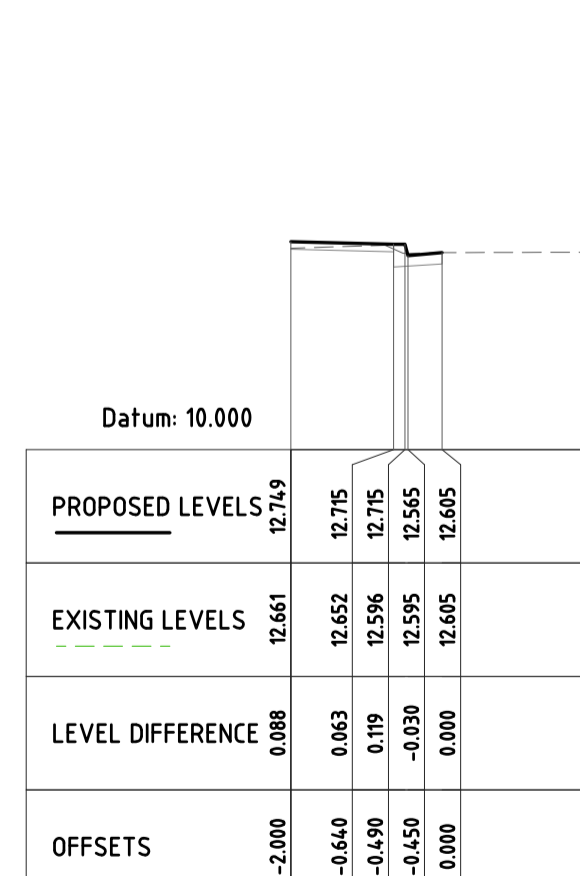 Datum: 10.000
PROPOSED LEVELS 12.749 12.715 12.715 12.565 12.605
EXISTING LEVELS 12.661 12.652 12.596 12.595 12.605
LEVEL DIFFERENCE 0.088 0.063 0.119 -0.030 0.000
OFFSETS -2.000 -0.640 -0.490 -0.450 0.000